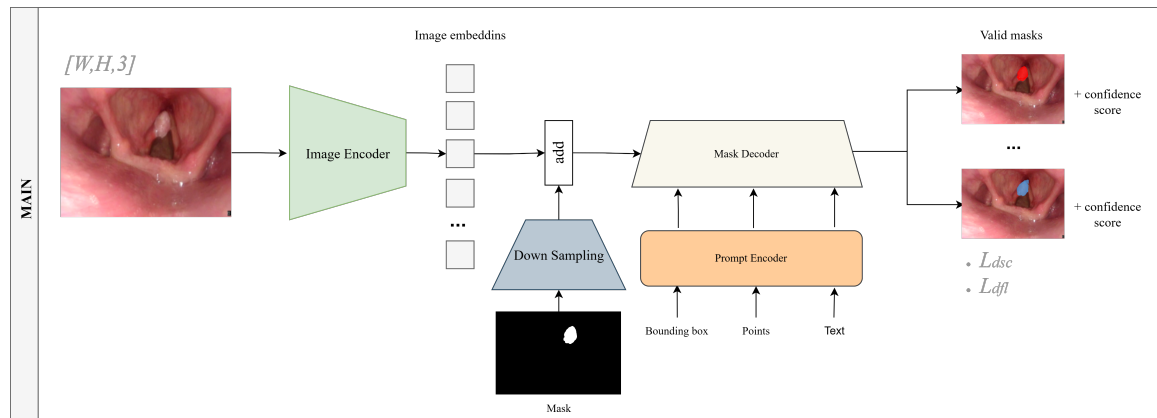 MAIN
[W,H,3]
Image embeddins
Valid masks
Image Encoder
add
Mask Decoder
+ confidence
score
...
...
+ confidence
score
Down Sampling
Prompt Encoder
• Ldsc
• Ldfl
Bounding box
Points
Text
Mask